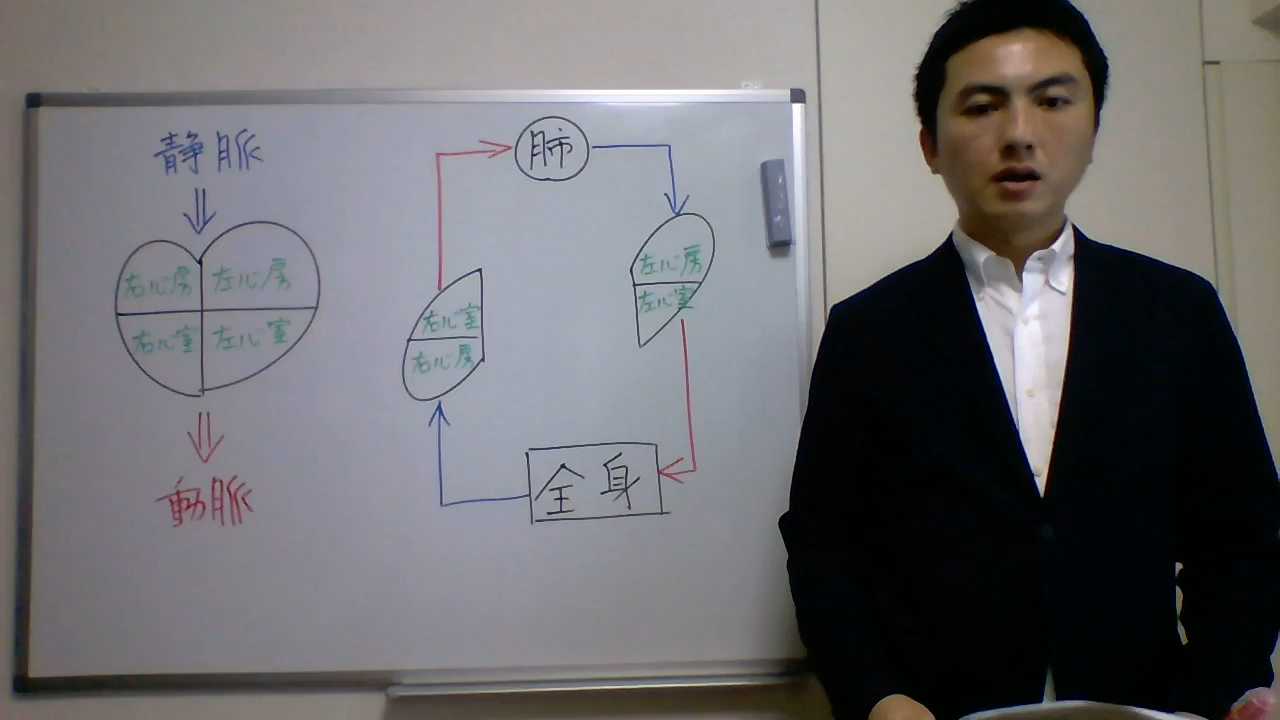 静脈
右心房 左心房
右心室 左心室
動脈
肺
左心房
左心室
右心室
右心房
全身